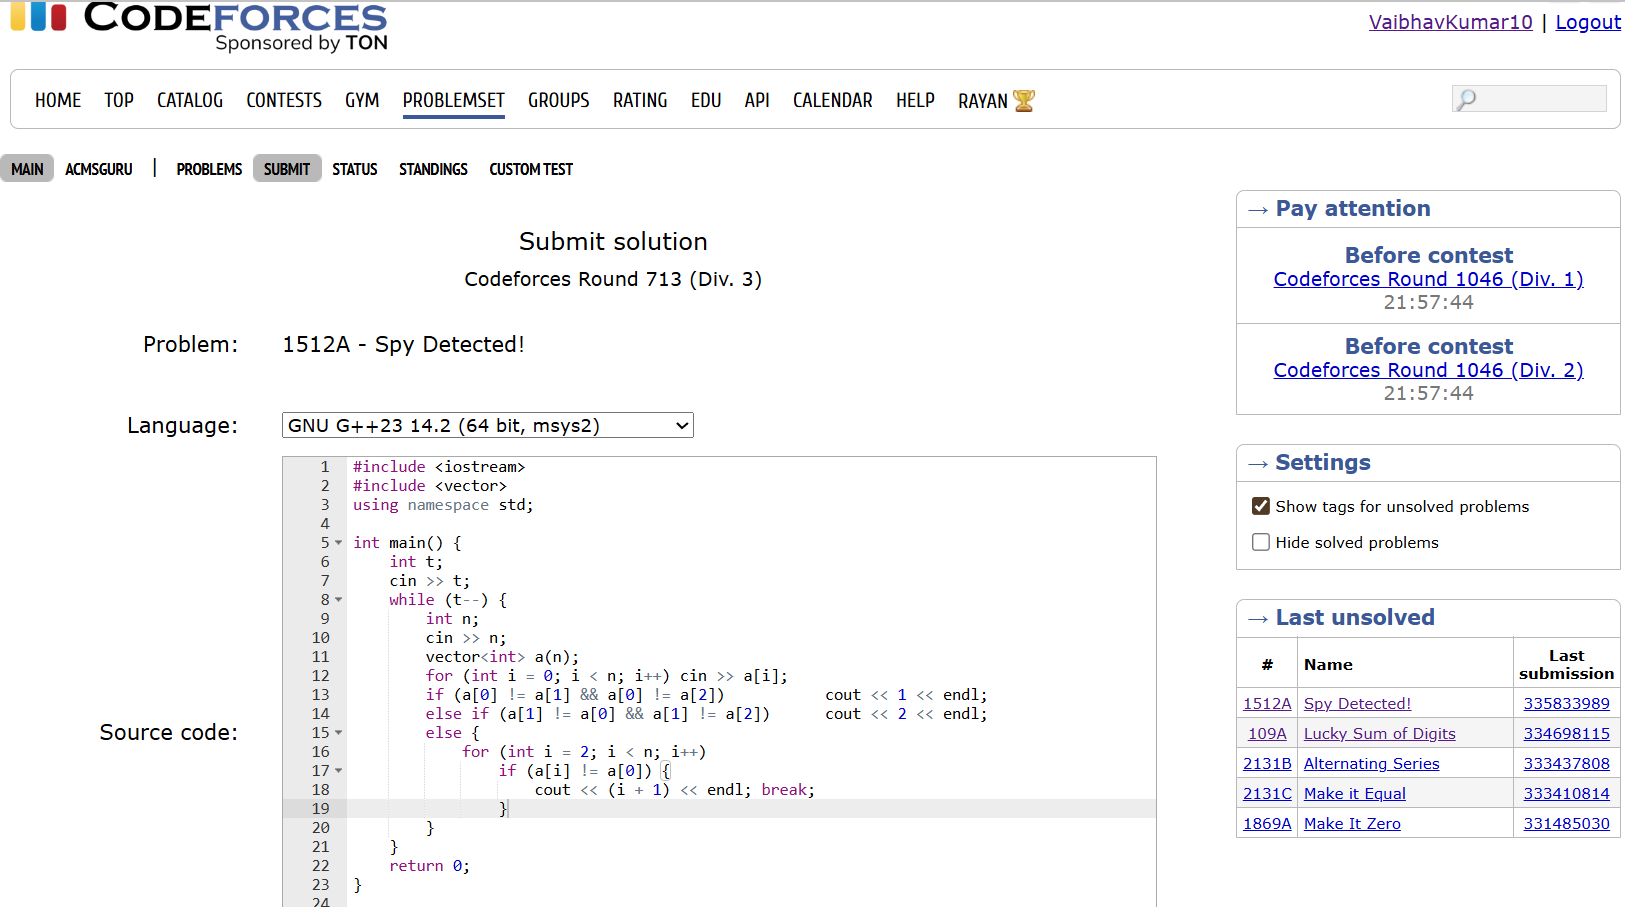 CODEFORCES
Sponsored by TON
VaibhavKumar10 | Logout
HOME TOP CATALOG CONTESTS GYM PROBLEMSET GROUPS RATING EDU API CALENDAR HELP RAYAN
MAIN ACMSGURU | PROBLEMS SUBMIT STATUS STANDINGS CUSTOM TEST
Submit solution
Codeforces Round 713 (Div. 3)
Problem: 1512A - Spy Detected!
Language: GNU G++23 14.2 (64 bit, msys2)
Source code:
1 #include <iostream>
2 #include <vector>
3 using namespace std;
4
5 int main() {
6     int t;
7     cin >> t;
8     while (t--) {
9         int n;
10         cin >> n;
11         vector<int> a(n);
12         for (int i = 0; i < n; i++) cin >> a[i];
13         if (a[0] != a[1] && a[0] != a[2])           cout << 1 << endl;
14         else if (a[1] != a[0] && a[1] != a[2])      cout << 2 << endl;
15         else {
16             for (int i = 2; i < n; i++)
17                 if (a[i] != a[0]) {
18                     cout << (i + 1) << endl; break;
19                 }
20         }
21     }
22     return 0;
23 }
24
→ Pay attention
Before contest
Codeforces Round 1046 (Div. 1)
21:57:44
Before contest
Codeforces Round 1046 (Div. 2)
21:57:44
→ Settings
Show tags for unsolved problems
Hide solved problems
→ Last unsolved
# Name Last submission
1512A Spy Detected! 335833989
109A Lucky Sum of Digits 334698115
2131B Alternating Series 333437808
2131C Make it Equal 333410814
1869A Make It Zero 331485030